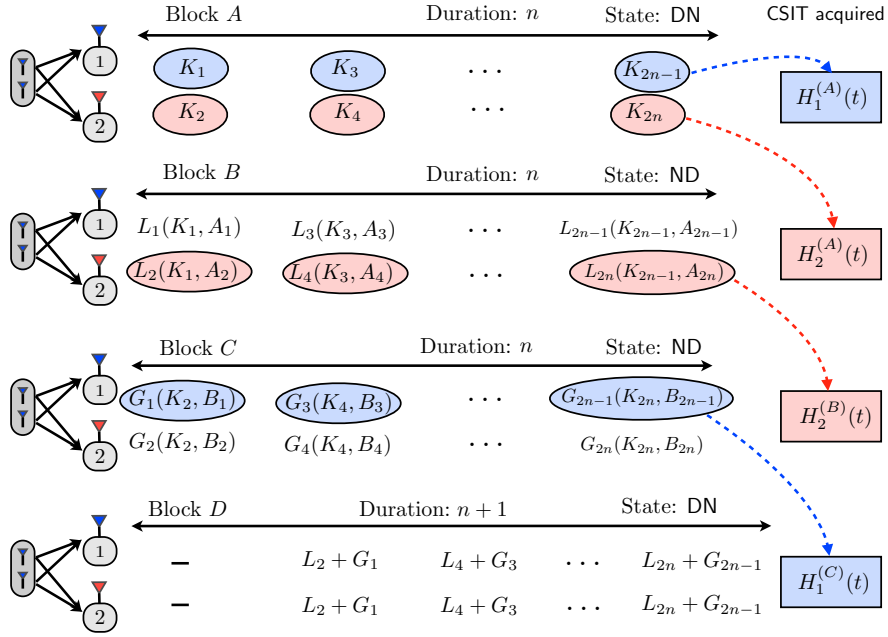 Block A Duration: n State: DN CSIT acquired
1 K_1 K_3 ... K_{2n−1} H_1^{(A)}(t)
2 K_2 K_4 ... K_{2n}
Block B Duration: n State: ND
1 L_1(K_1, A_1) L_3(K_3, A_3) ... L_{2n−1}(K_{2n−1}, A_{2n−1})
2 L_2(K_1, A_2) L_4(K_3, A_4) ... L_{2n}(K_{2n−1}, A_{2n}) H_2^{(A)}(t)
Block C Duration: n State: ND
1 G_1(K_2, B_1) G_3(K_4, B_3) ... G_{2n−1}(K_{2n}, B_{2n−1})
2 G_2(K_2, B_2) G_4(K_4, B_4) ... G_{2n}(K_{2n}, B_{2n}) H_2^{(B)}(t)
Block D Duration: n + 1 State: DN
1 − L_2 + G_1 L_4 + G_3 ... L_{2n} + G_{2n−1} H_1^{(C)}(t)
2 − L_2 + G_1 L_4 + G_3 ... L_{2n} + G_{2n−1}